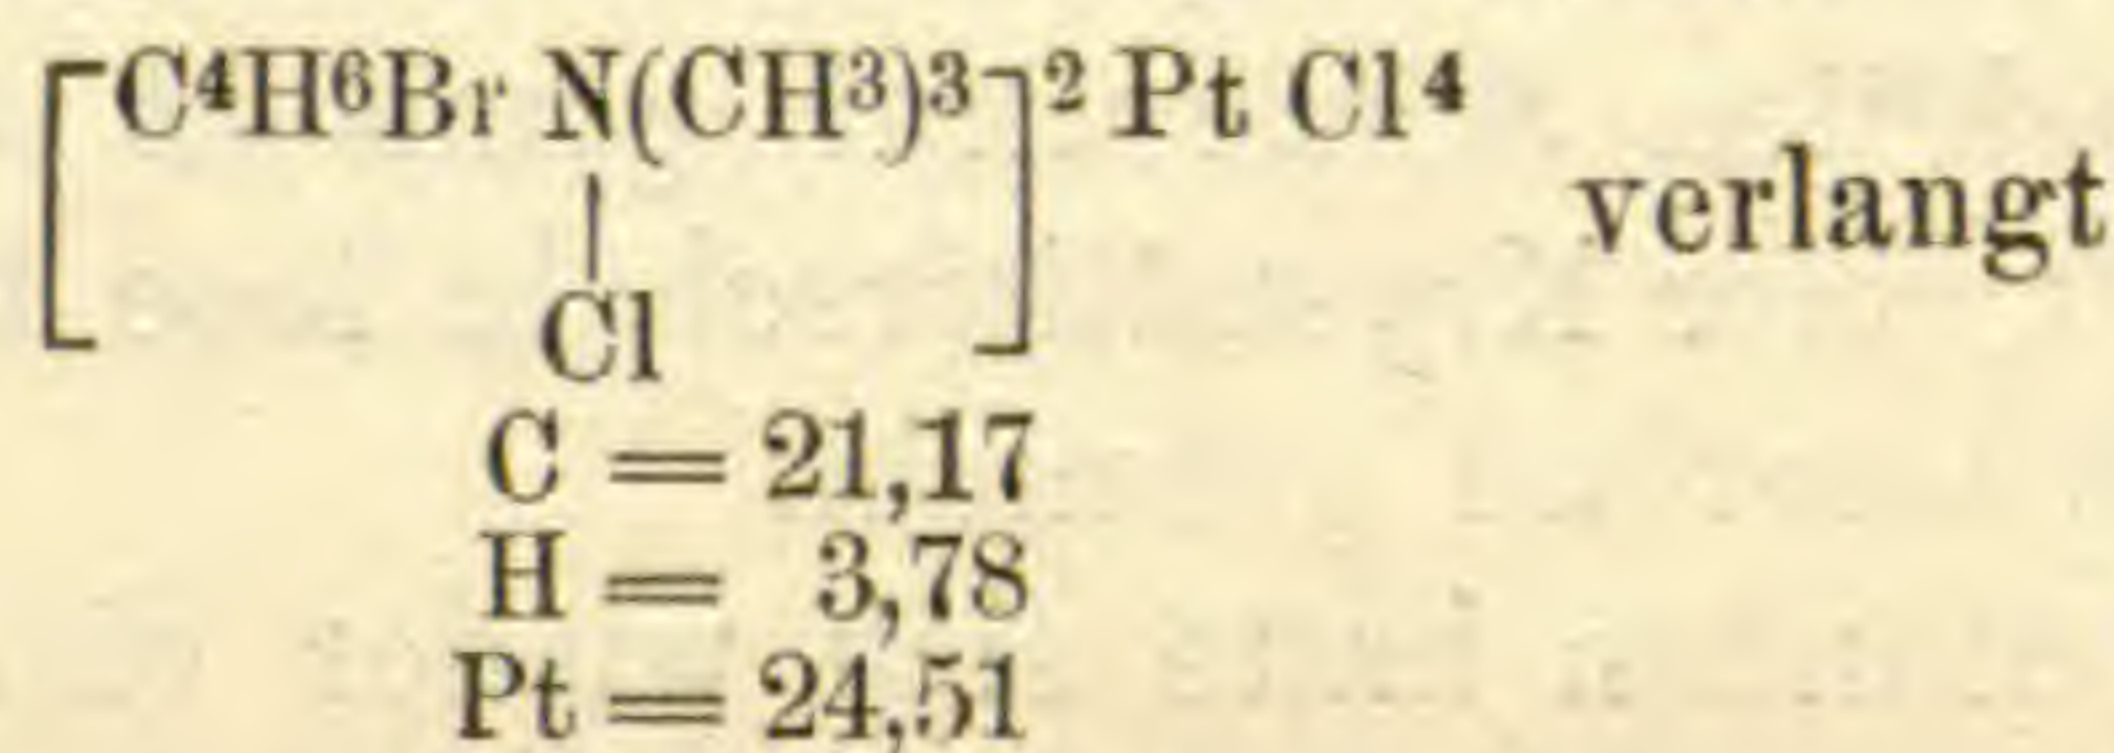 [C⁴H⁶Br N(CH³)³]² Pt Cl⁴
verlangt
|
Cl
C = 21,17
H = 3,78
Pt = 24,51